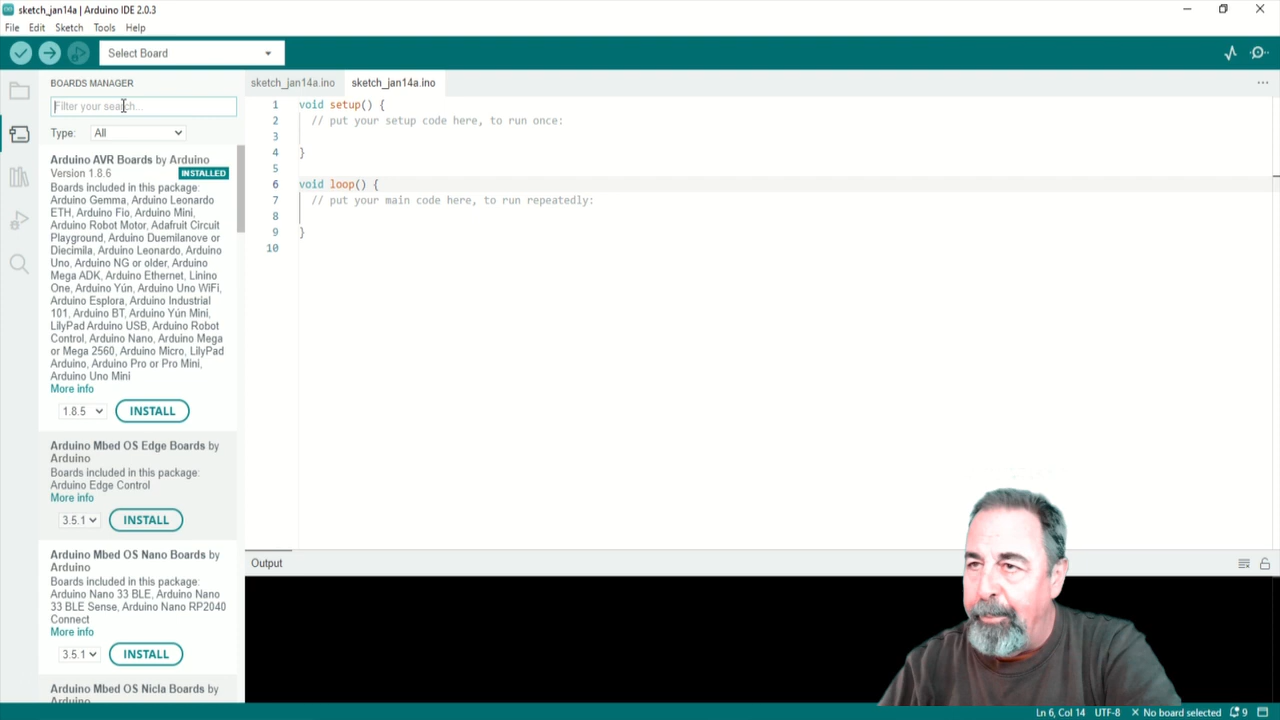 sketch_jan14a | Arduino IDE 2.0.3
File Edit Sketch Tools Help
Select Board
BOARDS MANAGER
Filter your search...
Type: All
Arduino AVR Boards by Arduino
Version 1.8.6 INSTALLED
Boards included in this package:
Arduino Gemma, Arduino Leonardo
ETH, Arduino Fio, Arduino Mini,
Arduino Robot Motor, Adafruit Circuit
Playground, Arduino Duemilanove or
Diecimila, Arduino Leonardo, Arduino
Uno, Arduino NG or older, Arduino
Mega ADK, Arduino Ethernet, Linino
One, Arduino Yún, Arduino Uno WiFi,
Arduino Esplora, Arduino Industrial
101, Arduino BT, Arduino Yún Mini,
LilyPad Arduino USB, Arduino Robot
Control, Arduino Nano, Arduino Mega
or Mega 2560, Arduino Micro, LilyPad
Arduino, Arduino Pro or Pro Mini,
Arduino Uno Mini
More info
1.8.5 INSTALL
Arduino Mbed OS Edge Boards by
Arduino
Boards included in this package:
Arduino Edge Control
More info
3.5.1 INSTALL
Arduino Mbed OS Nano Boards by
Arduino
Boards included in this package:
Arduino Nano 33 BLE, Arduino Nano
33 BLE Sense, Arduino Nano RP2040
Connect
More info
3.5.1 INSTALL
Arduino Mbed OS Nicla Boards by
Arduino
sketch_jan14a.ino sketch_jan14a.ino
1 void setup() {
2 // put your setup code here, to run once:
3
4 }
5
6 void loop() {
7 // put your main code here, to run repeatedly:
8
9 }
10
Output
Ln 6, Col 14 UTF-8 No board selected 9